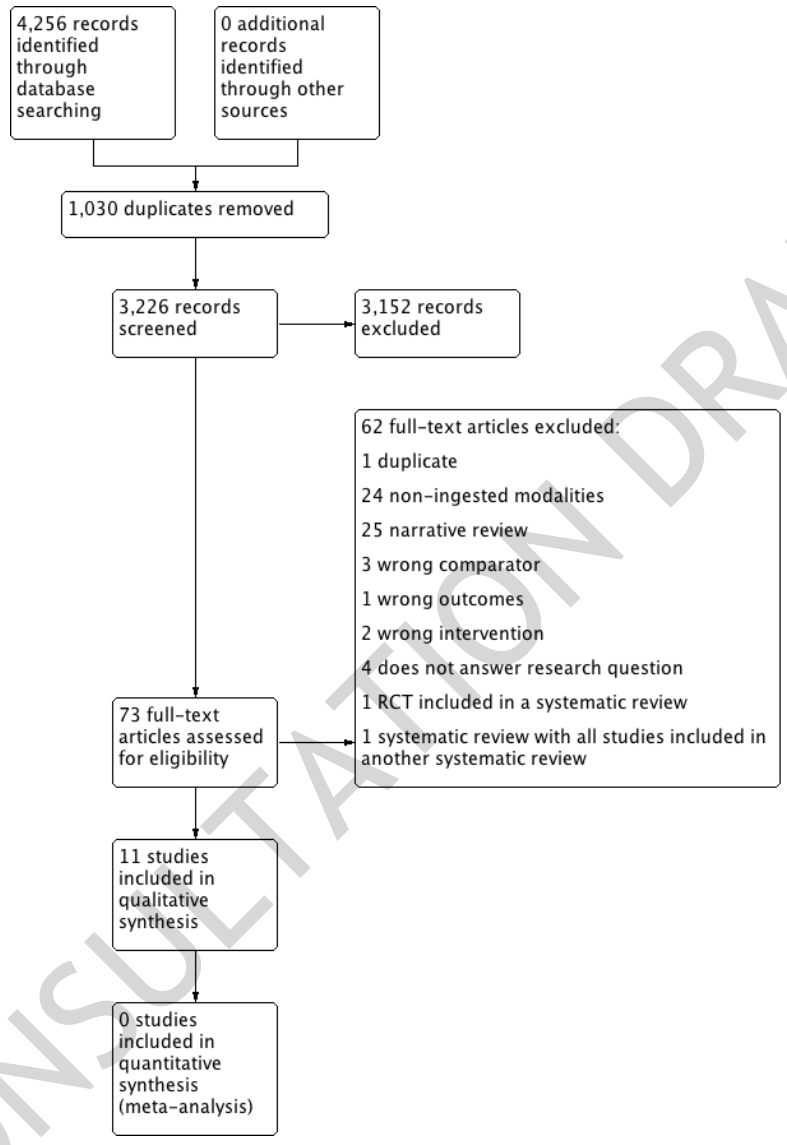 4,256 records
identified
through
database
searching
0 additional
records
identified
through other
sources
1,030 duplicates removed
3,226 records
screened
3,152 records
excluded
62 full-text articles excluded:
1 duplicate
24 non-ingested modalities
25 narrative review
3 wrong comparator
1 wrong outcomes
2 wrong intervention
4 does not answer research question
1 RCT included in a systematic review
1 systematic review with all studies included in
another systematic review
73 full-text
articles assessed
for eligibility
11 studies
included in
qualitative
synthesis
0 studies
included in
quantitative
synthesis
(meta-analysis)
ONSULTATION DRA